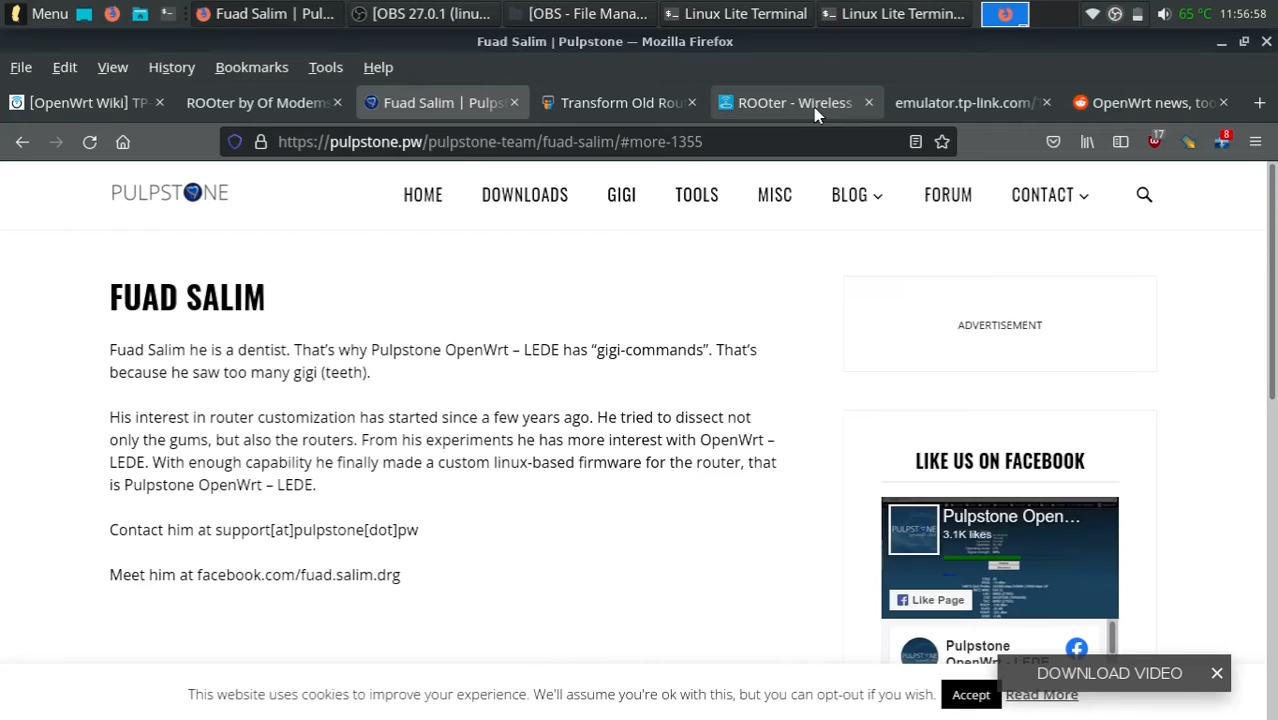 Menu
Fuad Salim | Pul...
[OBS 27.0.1 (linu...
[OBS - File Mana...
Linux Lite Terminal
Linux Lite Termin...
65 °C
11:56:58
Fuad Salim | Pulpstone — Mozilla Firefox
File Edit View History Bookmarks Tools Help
[OpenWrt Wiki] TP-
ROOter by Of Modems
Fuad Salim | Pulps
Transform Old Rou
ROOter - Wireless
emulator.tp-link.com/
OpenWrt news, too
https://pulpstone.pw/pulpstone-team/fuad-salim/#more-1355
17
8
PULPSTONE
HOME DOWNLOADS GIGI TOOLS MISC BLOG FORUM CONTACT
FUAD SALIM
Fuad Salim he is a dentist. That's why Pulpstone OpenWrt – LEDE has “gigi-commands”. That's
because he saw too many gigi (teeth).
His interest in router customization has started since a few years ago. He tried to dissect not
only the gums, but also the routers. From his experiments he has more interest with OpenWrt –
LEDE. With enough capability he finally made a custom linux-based firmware for the router, that
is Pulpstone OpenWrt – LEDE.
Contact him at support[at]pulpstone[dot]pw
Meet him at facebook.com/fuad.salim.drg
ADVERTISEMENT
LIKE US ON FACEBOOK
PULPSTONE
Pulpstone Open...
3.1K likes
Like Page
Pulpstone
OpenWrt - LEDE
DOWNLOAD VIDEO
This website uses cookies to improve your experience. We'll assume you're ok with this, but you can opt-out if you wish.
Accept
Read More